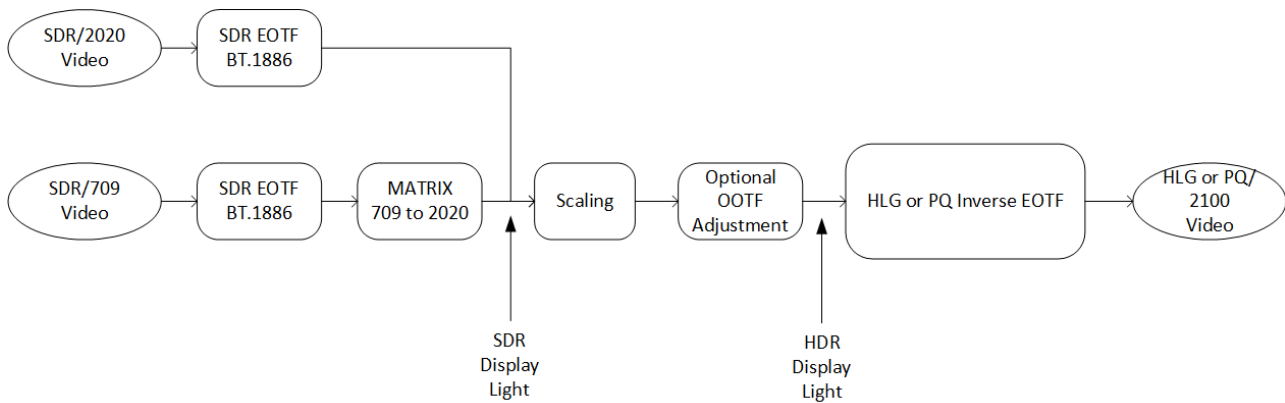 SDR/2020
Video
SDR EOTF
BT.1886
SDR/709
Video
SDR EOTF
BT.1886
MATRIX
709 to 2020
Scaling
Optional
OOTF
Adjustment
HLG or PQ Inverse EOTF
HLG or PQ/
2100
Video
SDR
Display
Light
HDR
Display
Light